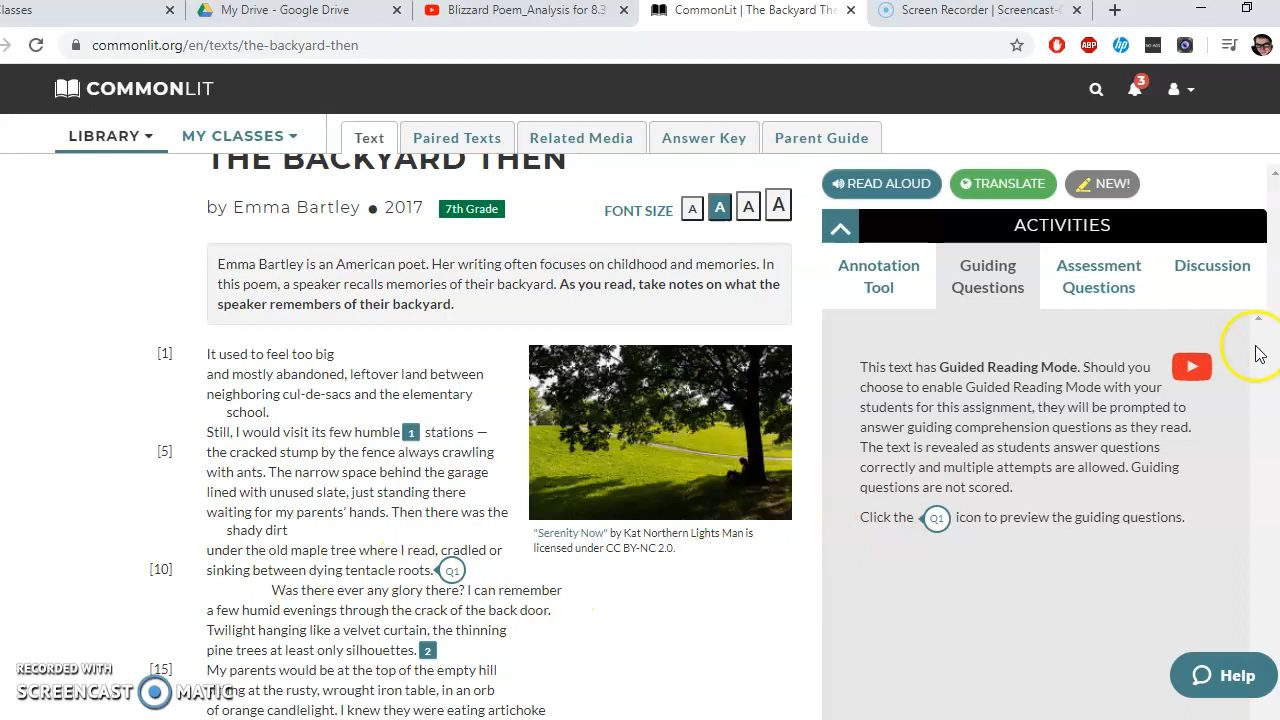 Classes
My Drive - Google Drive
Blizzard Poem_Analysis for 8.3
CommonLit | The Backyard The
Screen Recorder | Screencast-O
commonlit.org/en/texts/the-backyard-then
ABP
hp
COMMONLIT
3
LIBRARY
MY CLASSES
Text
Paired Texts
Related Media
Answer Key
Parent Guide
THE BACKYARD THEN
by Emma Bartley ● 2017
7th Grade
FONT SIZE
A
A
A
A
Emma Bartley is an American poet. Her writing often focuses on childhood and memories. In
this poem, a speaker recalls memories of their backyard. As you read, take notes on what the
speaker remembers of their backyard.
[1]
It used to feel too big
and mostly abandoned, leftover land between
neighboring cul-de-sacs and the elementary
school.
Still, I would visit its few humble 1 stations —
[5]
the cracked stump by the fence always crawling
with ants. The narrow space behind the garage
lined with unused slate, just standing there
waiting for my parents' hands. Then there was the
shady dirt
under the old maple tree where I read, cradled or
[10]
sinking between dying tentacle roots. Q1
Was there ever any glory there? I can remember
a few humid evenings through the crack of the back door.
Twilight hanging like a velvet curtain, the thinning
pine trees at least only silhouettes. 2
[15]
My parents would be at the top of the empty hill
at the rusty, wrought iron table, in an orb
of orange candlelight. I knew they were eating artichoke
"Serenity Now" by Kat Northern Lights Man is
licensed under CC BY-NC 2.0.
READ ALOUD
TRANSLATE
NEW!
ACTIVITIES
Annotation
Tool
Guiding
Questions
Assessment
Questions
Discussion
This text has Guided Reading Mode. Should you
choose to enable Guided Reading Mode with your
students for this assignment, they will be prompted to
answer guiding comprehension questions as they read.
The text is revealed as students answer questions
correctly and multiple attempts are allowed. Guiding
questions are not scored.
Click the Q1 icon to preview the guiding questions.
Help
RECORDED WITH
SCREENCAST MATIC